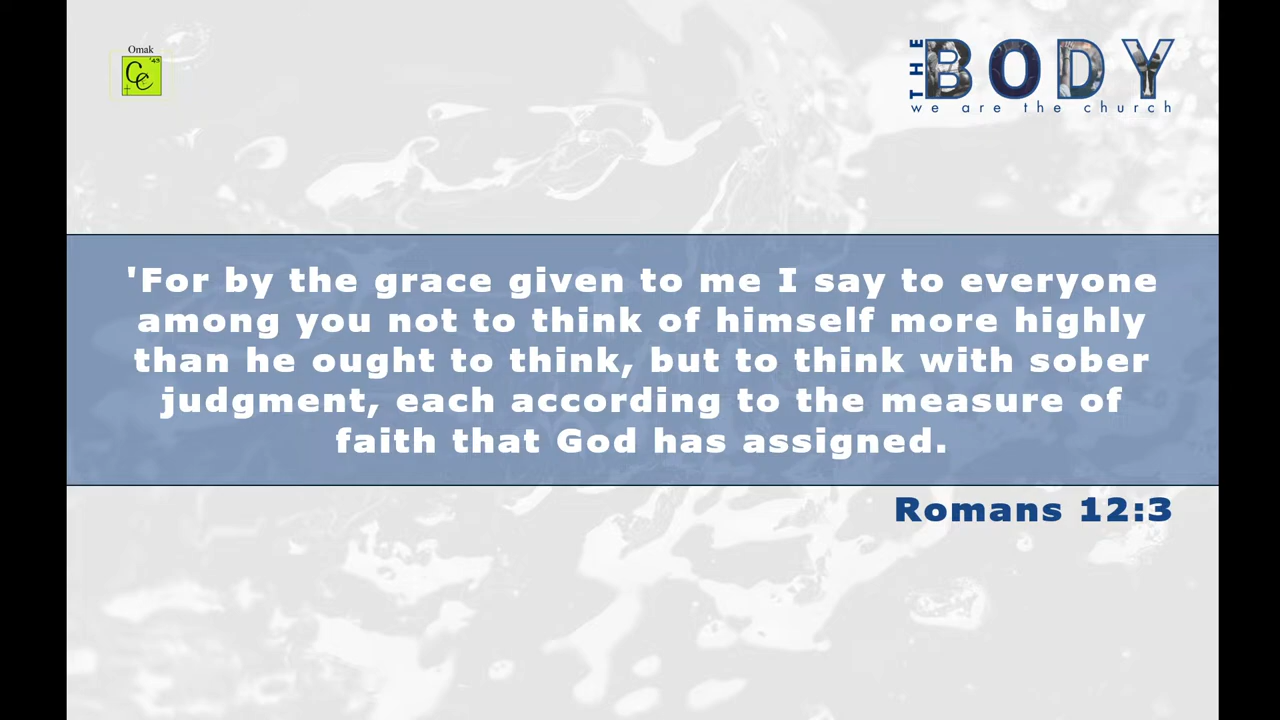 Omak
'43
CC
THE BODY
we are the church
'For by the grace given to me I say to everyone
among you not to think of himself more highly
than he ought to think, but to think with sober
judgment, each according to the measure of
faith that God has assigned.
Romans 12:3